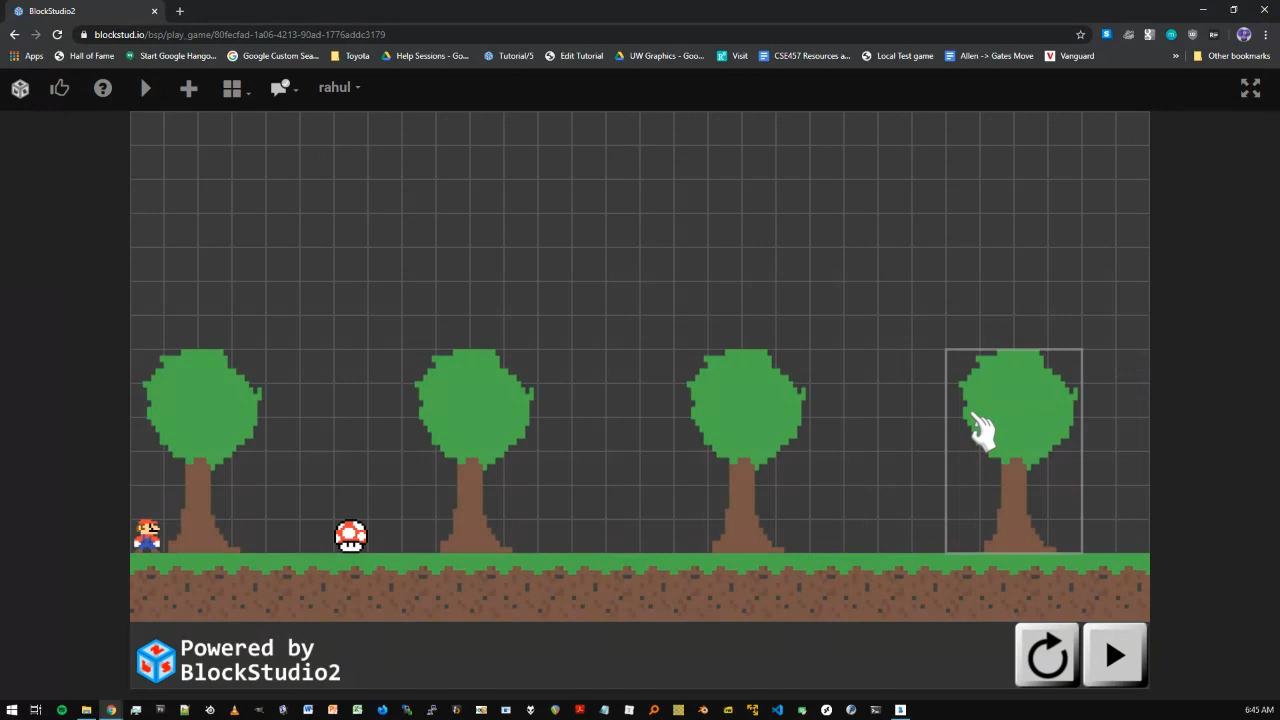 BlockStudio2
blockstud.io/bsp/play_game/80fecfad-1a06-4213-90ad-1776addc3179
Apps Hall of Fame Start Google Hango... Google Custom Sea... Toyota Help Sessions - Go... Tutorial/5 Edit Tutorial UW Graphics - Goo... Visit CSE457 Resources a... Local Test game Allen -> Gates Move Vanguard » Other bookmarks
rahul
Powered by
BlockStudio2
6:45 AM